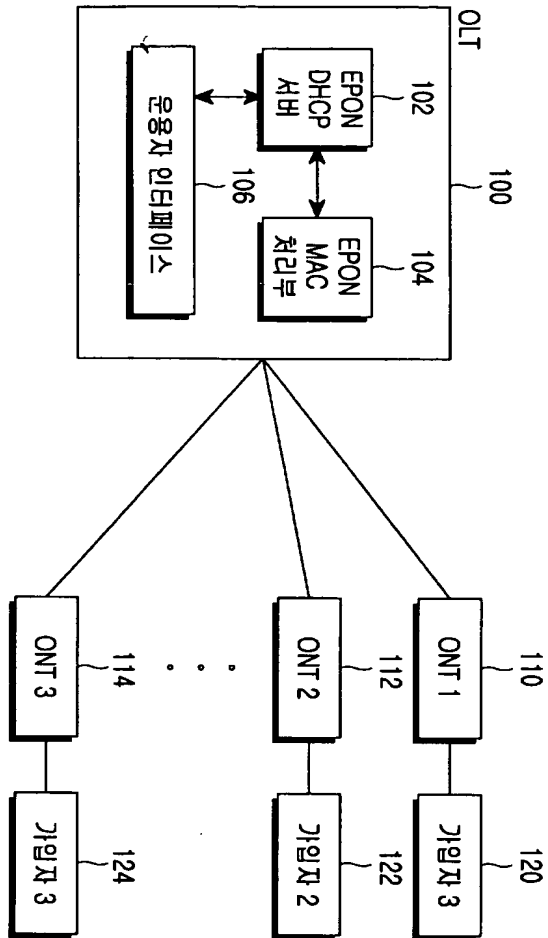 OLT
100
EPON
DHCP
서버
102
EPON
MAC
처리부
104
운용자 인터페이스
106
ONT 1
110
가입자 3
120
ONT 2
112
가입자 2
122
ONT 3
114
가입자 3
124